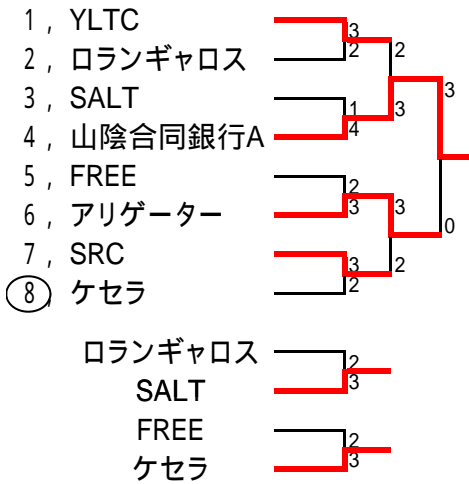 1, YLTC
2, ロランギャロス
3, SALT
4, 山陰合同銀行A
5, FREE
6, アリゲーター
7, SRC
8, ケセラ
3
2
2
1
4
3
3
2
3
3
3
2
2
0
ロランギャロス
SALT
2
3
FREE
ケセラ
2
3